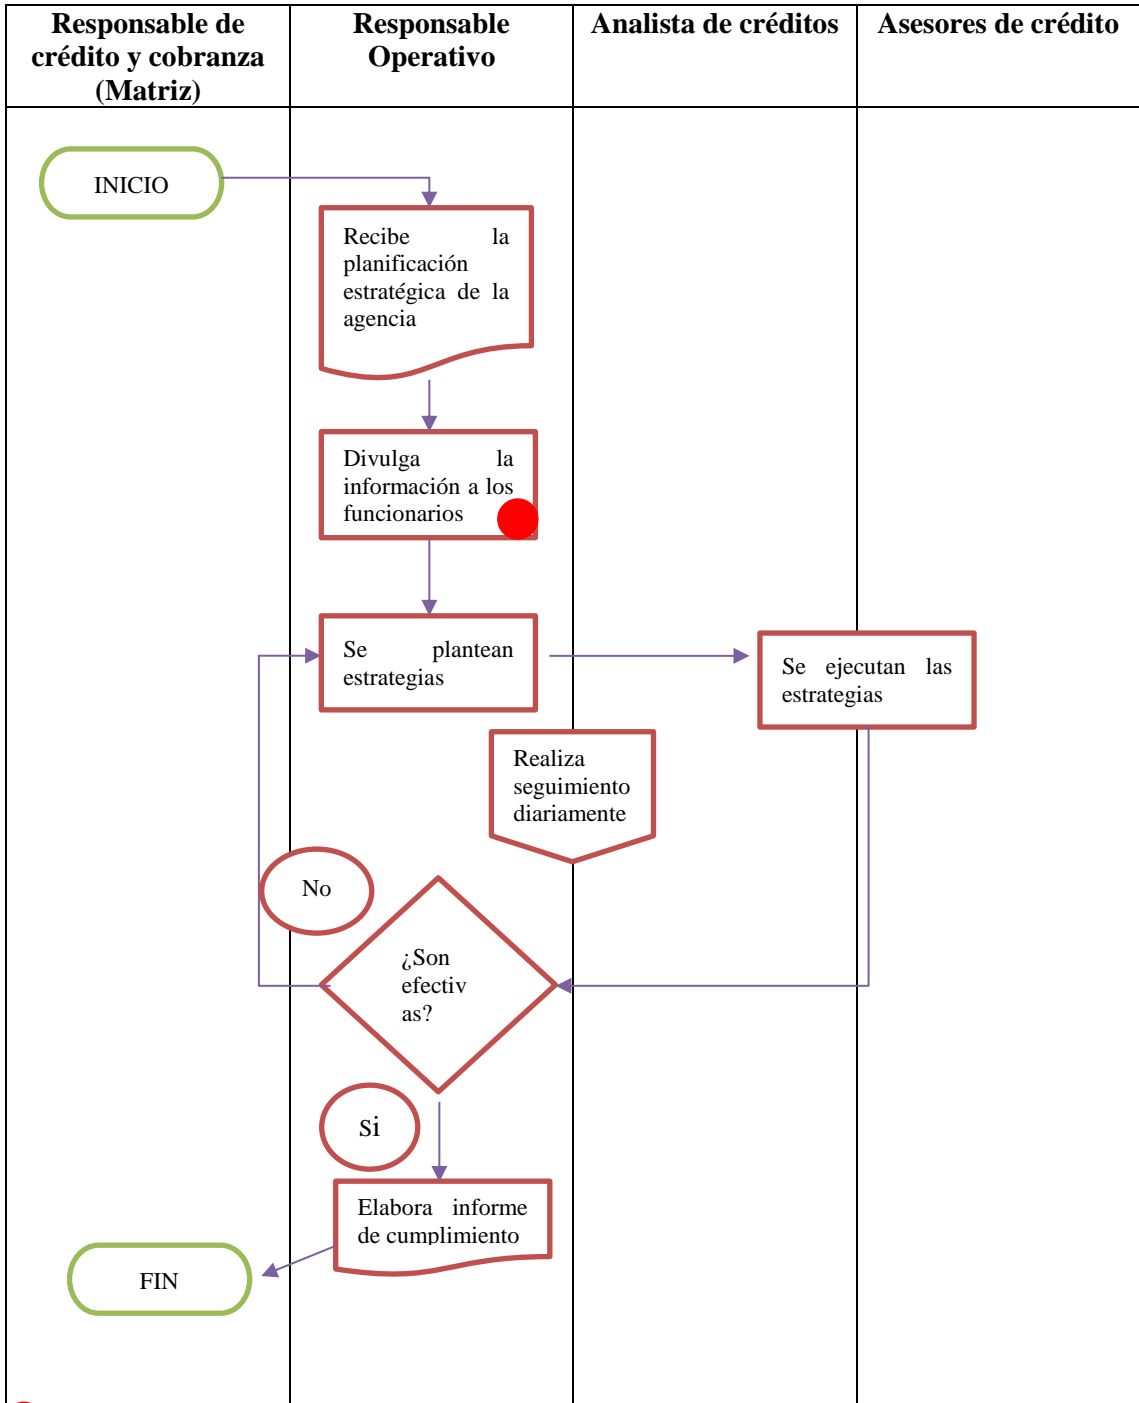 Responsable de
crédito y cobranza
(Matriz)
Responsable
Operativo
Analista de créditos
Asesores de crédito
INICIO
Recibe la
planificación
estratégica de la
agencia
Divulga la
información a los
funcionarios
Se plantean
estrategias
Se ejecutan las
estrategias
Realiza
seguimiento
diariamente
No
¿Son
efectiv
as?
Si
Elabora informe
de cumplimiento
FIN